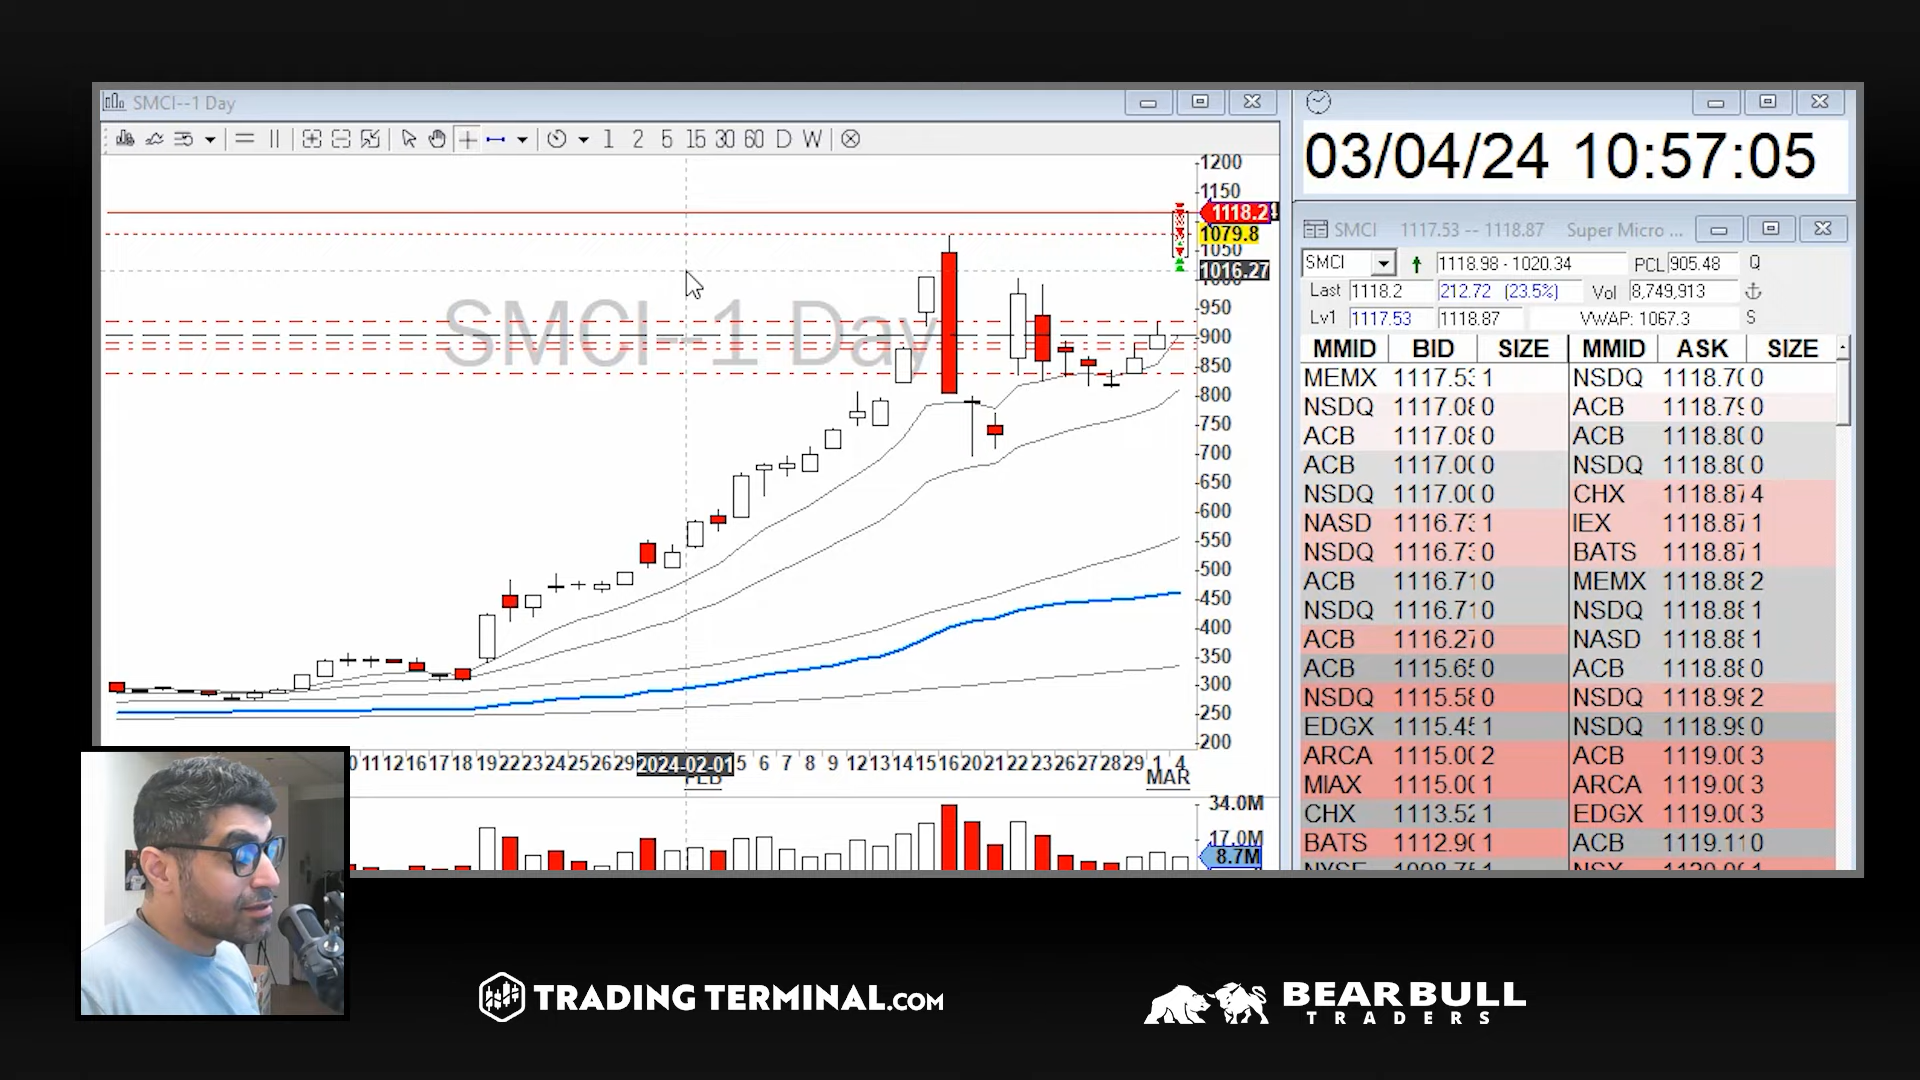 SMCI--1 Day
1 2 5 15 30 60 D W
SMCI--1 Day
1200
1150
1118.2
1079.8
1050
1016.27
1000
950
900
850
800
750
700
650
600
550
500
450
400
350
300
250
200
0 11 12 16 17 18 19 22 23 24 25 26 29 2024-02-01 5 6 7 8 9 12 13 14 15 16 20 21 22 23 26 27 28 29 1 4
FEB MAR
34.0M
17.0M
8.7M
03/04/24 10:57:05
SMCI 1117.53 -- 1118.87 Super Micro ...
SMCI 1118.98 - 1020.34 PCL 905.48 Q
Last 1118.2 212.72 (23.5%) Vol 8,749,913
Lv1 1117.53 1118.87 VWAP: 1067.3 S
MMID BID SIZE MMID ASK SIZE
MEMX 1117.53 1 NSDQ 1118.70 0
NSDQ 1117.08 0 ACB 1118.79 0
ACB 1117.08 0 ACB 1118.80 0
ACB 1117.00 0 NSDQ 1118.80 0
NSDQ 1117.00 0 CHX 1118.87 4
NASD 1116.73 1 IEX 1118.87 1
NSDQ 1116.73 0 BATS 1118.87 1
ACB 1116.71 0 MEMX 1118.88 2
NSDQ 1116.71 0 NSDQ 1118.88 1
ACB 1116.27 0 NASD 1118.88 1
ACB 1115.65 0 ACB 1118.88 0
NSDQ 1115.58 0 NSDQ 1118.98 2
EDGX 1115.45 1 NSDQ 1118.99 0
ARCA 1115.00 2 ACB 1119.00 3
MIAX 1115.00 1 ARCA 1119.00 3
CHX 1113.52 1 EDGX 1119.00 3
BATS 1112.90 1 ACB 1119.11 0
TRADING TERMINAL.COM
BEAR BULL
TRADERS